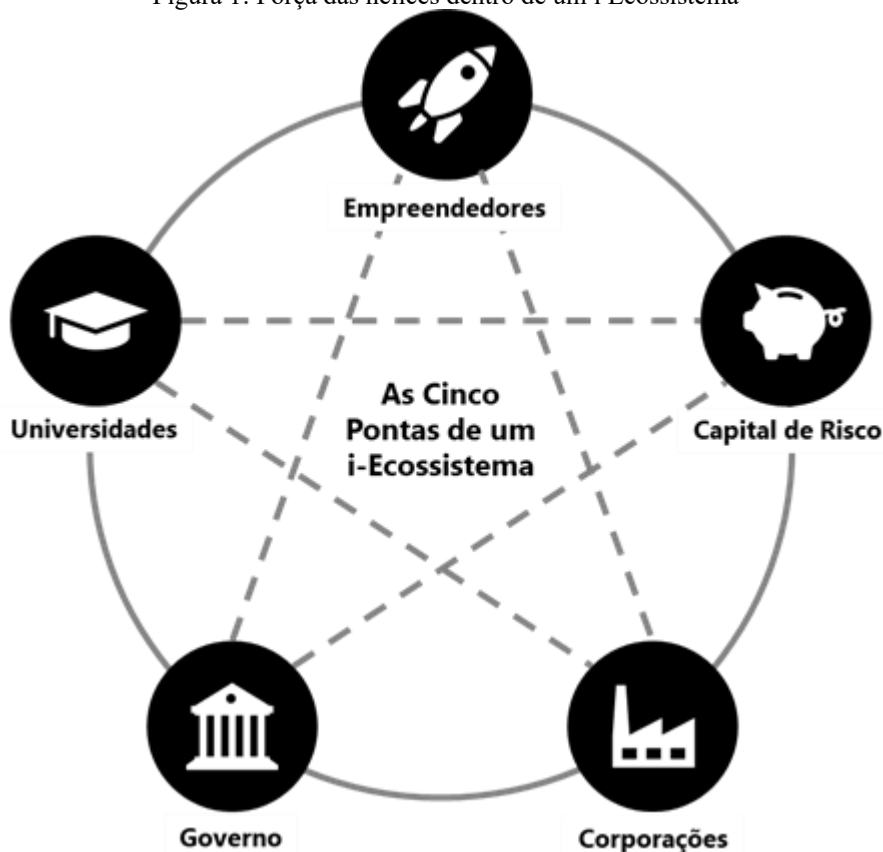 Figura 1: Força das hélices dentro de um i-Ecossistema
Empreendedores
As Cinco
Pontas de um
i-Ecossistema
Universidades
Capital de Risco
Governo
Corporações